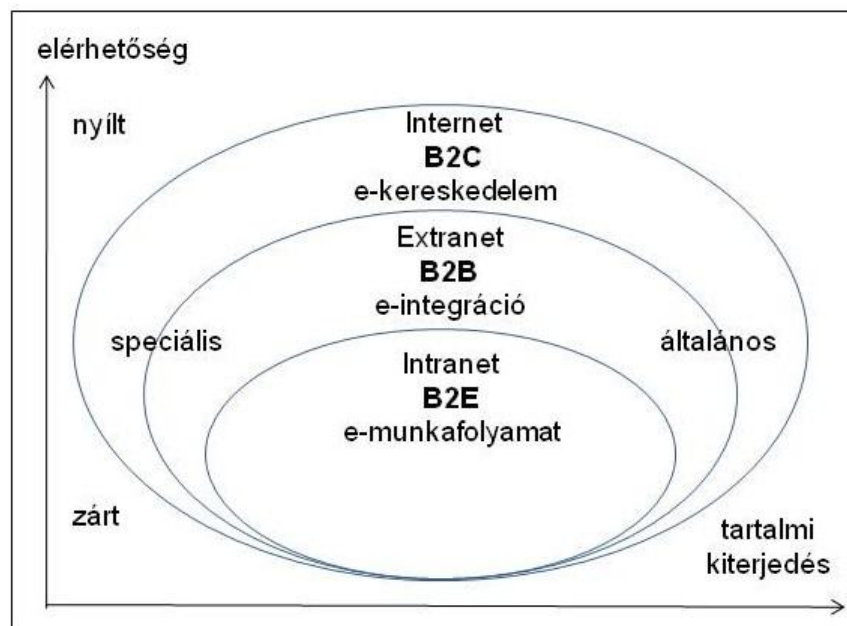 elérhetőség
nyílt
Internet
B2C
e-kereskedelem
Extranet
B2B
e-integráció
speciális
általános
Intranet
B2E
e-munkafolyamat
zárt
tartalmi
kiterjedés